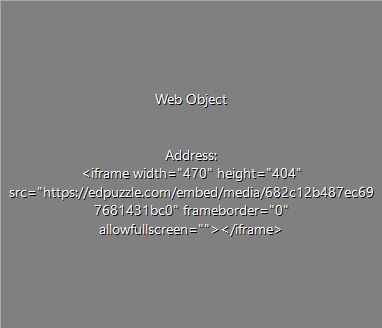 Web Object
Address:
<iframe width="470" height="404"
src="https://edpuzzle.com/embed/media/682c12b487ec69
7681431bc0" frameborder="0"
allowfullscreen=""></iframe>